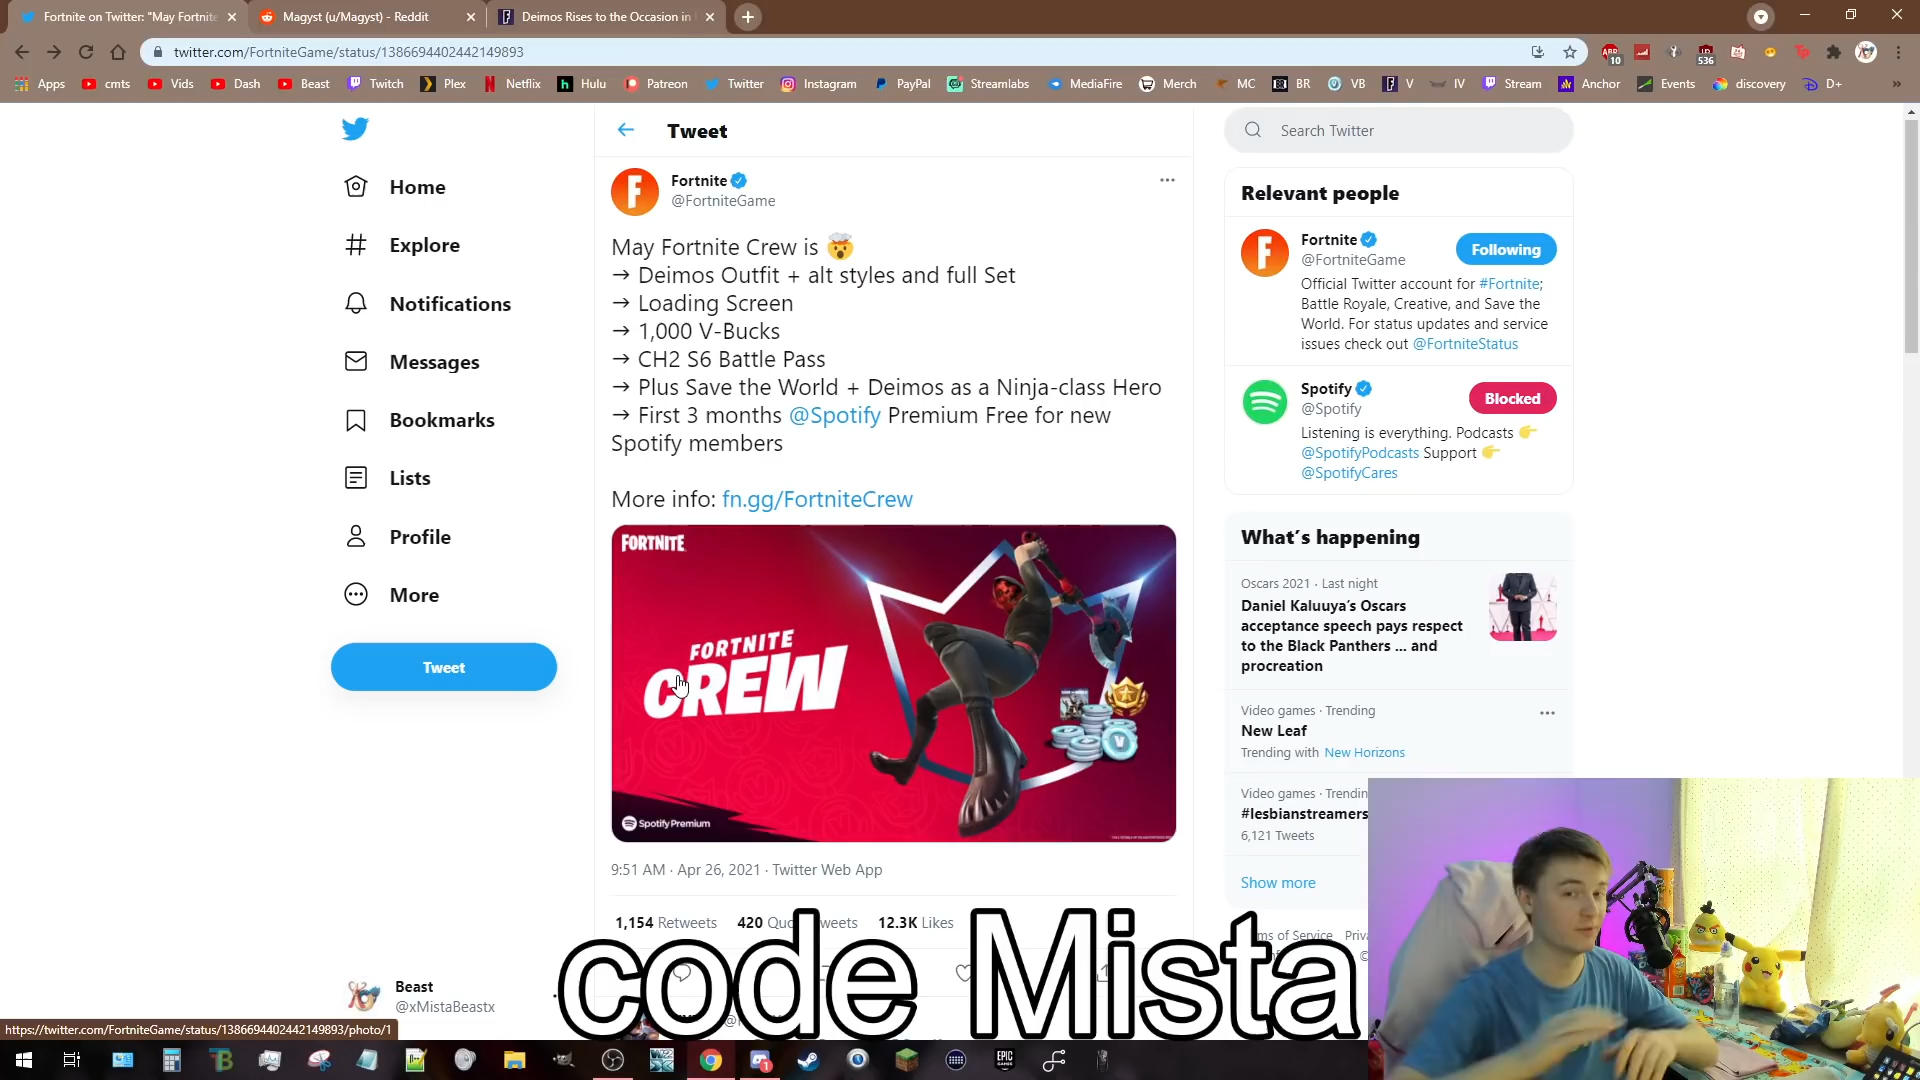 Fortnite on Twitter: "May Fortnite
Magyst (u/Magyst) - Reddit
Deimos Rises to the Occasion in
twitter.com/FortniteGame/status/1386694402442149893
10
536
Apps
cmts
Vids
Dash
Beast
Twitch
Plex
Netflix
Hulu
Patreon
Twitter
Instagram
PayPal
Streamlabs
MediaFire
Merch
MC
BR
VB
V
IV
Stream
Anchor
Events
discovery
D+
Home
Explore
Notifications
Messages
Bookmarks
Lists
Profile
More
Tweet
Beast
@xMistaBeastx
Tweet
Fortnite
@FortniteGame
May Fortnite Crew is 🤯
→ Deimos Outfit + alt styles and full Set
→ Loading Screen
→ 1,000 V-Bucks
→ CH2 S6 Battle Pass
→ Plus Save the World + Deimos as a Ninja-class Hero
→ First 3 months @Spotify Premium Free for new
Spotify members
More info: fn.gg/FortniteCrew
FORTNITE
FORTNITE
CREW
Spotify Premium
9:51 AM · Apr 26, 2021 · Twitter Web App
1,154 Retweets 420 Quo weets 12.3K Likes
code Mista
Search Twitter
Relevant people
Fortnite
@FortniteGame
Following
Official Twitter account for #Fortnite;
Battle Royale, Creative, and Save the
World. For status updates and service
issues check out @FortniteStatus
Spotify
@Spotify
Blocked
Listening is everything. Podcasts 👉
@SpotifyPodcasts Support 👉
@SpotifyCares
What's happening
Oscars 2021 · Last night
Daniel Kaluuya's Oscars
acceptance speech pays respect
to the Black Panthers ... and
procreation
Video games · Trending
New Leaf
Trending with New Horizons
Video games · Trendin
#lesbianstreamers
6,121 Tweets
Show more
ms of Service Priva
https://twitter.com/FortniteGame/status/1386694402442149893/photo/1